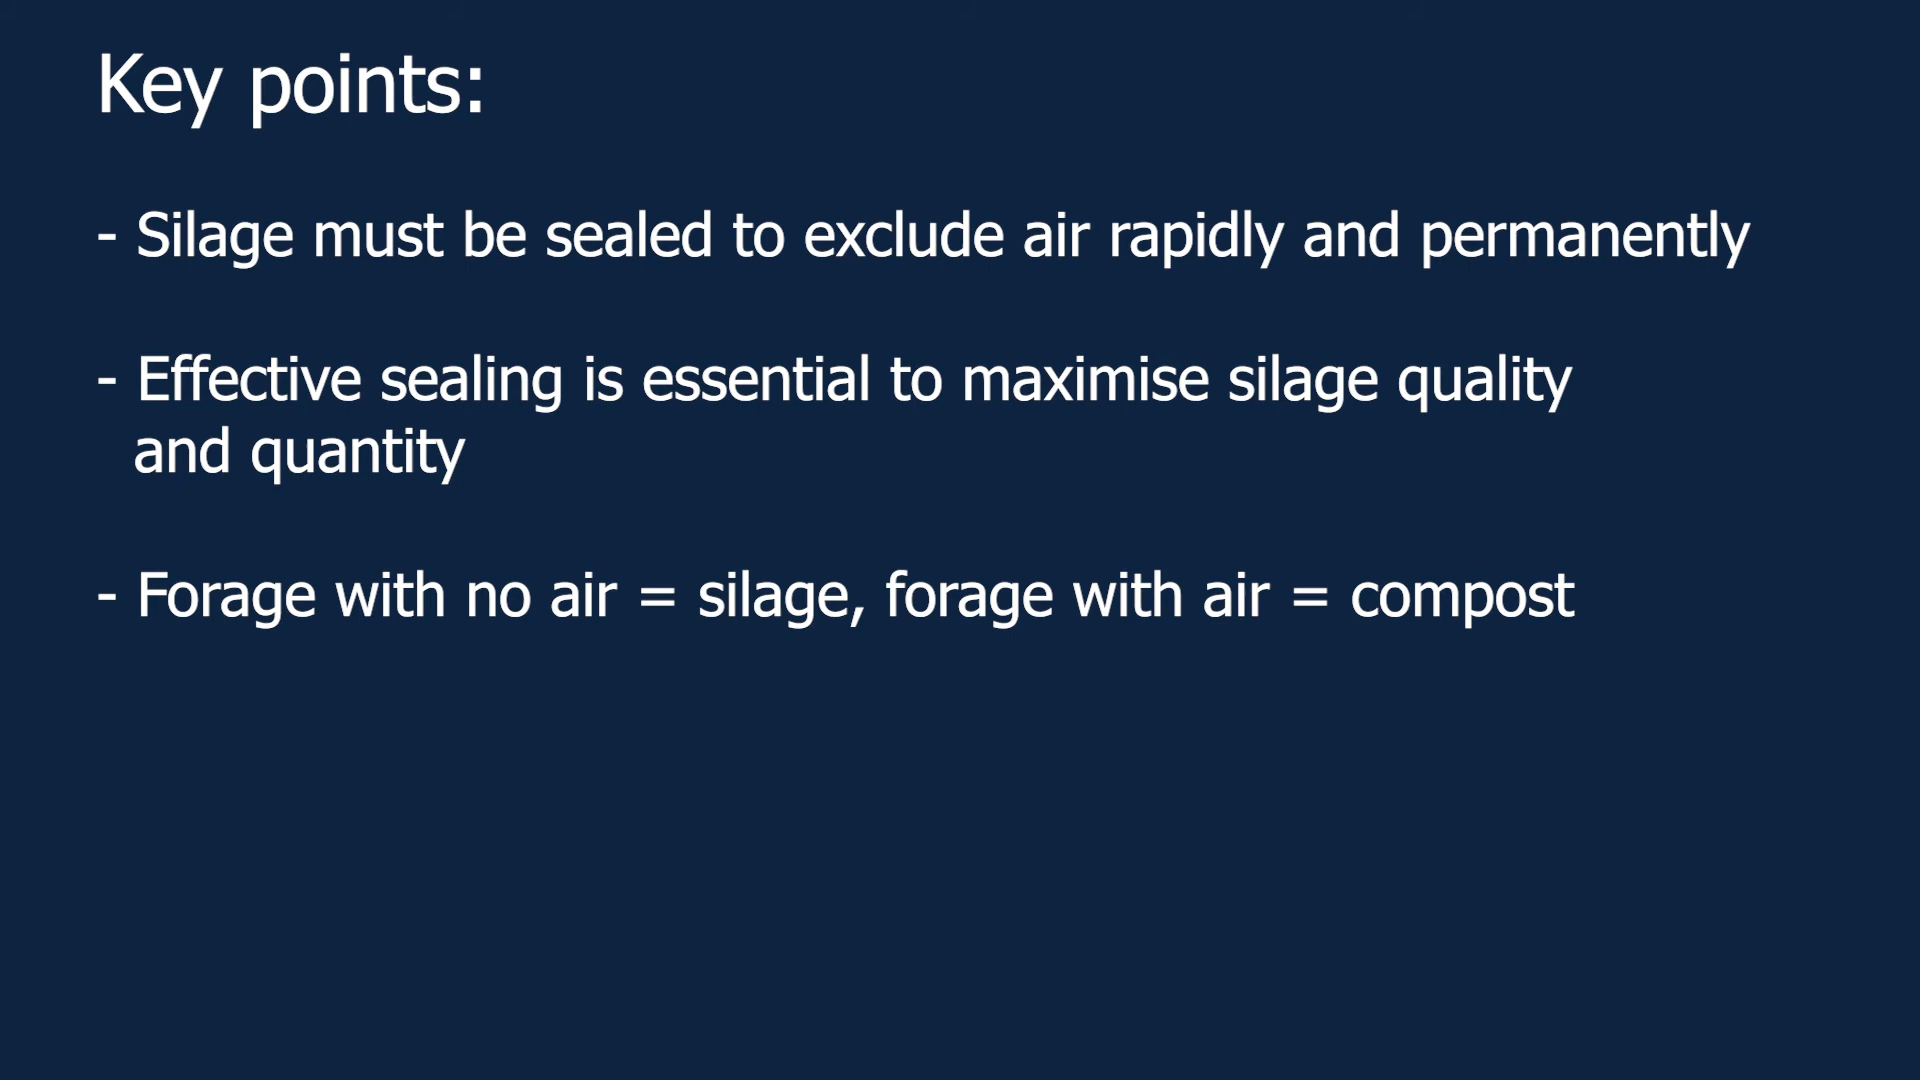 Key points:
- Silage must be sealed to exclude air rapidly and permanently
- Effective sealing is essential to maximise silage quality
and quantity
- Forage with no air = silage, forage with air = compost